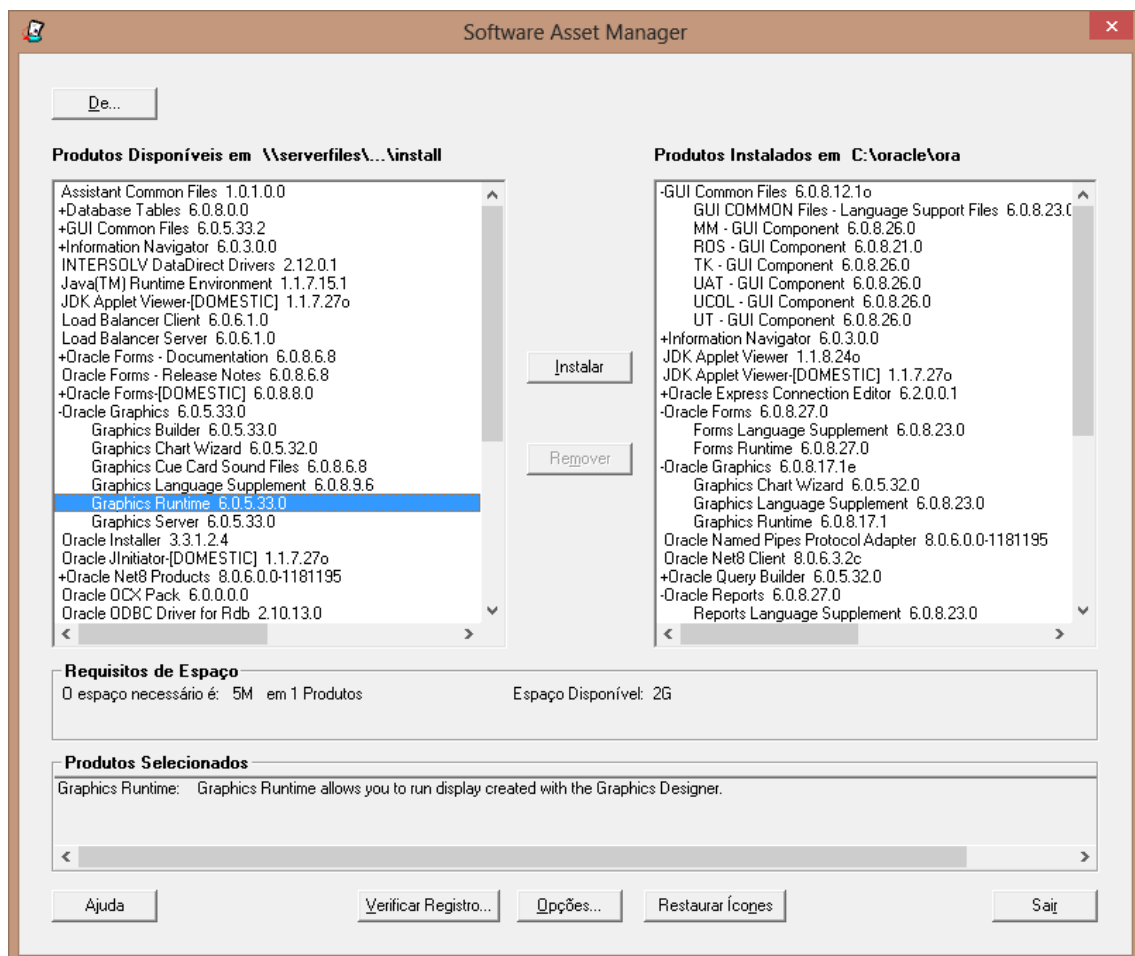 Software Asset Manager
De...
Produtos Disponíveis em \\serverfiles\...\install
Assistant Common Files 1.0.1.0.0
+Database Tables 6.0.8.0.0
+GUI Common Files 6.0.5.33.2
+Information Navigator 6.0.3.0.0
INTERSOLV DataDirect Drivers 2.12.0.1
Java(TM) Runtime Environment 1.1.7.15.1
JDK Applet Viewer-[DOMESTIC] 1.1.7.27o
Load Balancer Client 6.0.6.1.0
Load Balancer Server 6.0.6.1.0
+Oracle Forms - Documentation 6.0.8.6.8
Oracle Forms - Release Notes 6.0.8.6.8
+Oracle Forms-[DOMESTIC] 6.0.8.8.0
-Oracle Graphics 6.0.5.33.0
Graphics Builder 6.0.5.33.0
Graphics Chart Wizard 6.0.5.32.0
Graphics Cue Card Sound Files 6.0.8.6.8
Graphics Language Supplement 6.0.8.9.6
Graphics Runtime 6.0.5.33.0
Graphics Server 6.0.5.33.0
Oracle Installer 3.3.1.2.4
Oracle JInitiator-[DOMESTIC] 1.1.7.27o
+Oracle Net8 Products 8.0.6.0.0-1181195
Oracle OCX Pack 6.0.0.0.0
Oracle ODBC Driver for Rdb 2.10.13.0
Instalar
Remover
Produtos Instalados em C:\oracle\ora
-GUI Common Files 6.0.8.12.1o
GUI COMMON Files - Language Support Files 6.0.8.23.0
MM - GUI Component 6.0.8.26.0
ROS - GUI Component 6.0.8.21.0
TK - GUI Component 6.0.8.26.0
UAT - GUI Component 6.0.8.26.0
UCOL - GUI Component 6.0.8.26.0
UT - GUI Component 6.0.8.26.0
+Information Navigator 6.0.3.0.0
JDK Applet Viewer 1.1.8.24o
JDK Applet Viewer-[DOMESTIC] 1.1.7.27o
+Oracle Express Connection Editor 6.2.0.0.1
-Oracle Forms 6.0.8.27.0
Forms Language Supplement 6.0.8.23.0
Forms Runtime 6.0.8.27.0
-Oracle Graphics 6.0.8.17.1e
Graphics Chart Wizard 6.0.5.32.0
Graphics Language Supplement 6.0.8.23.0
Graphics Runtime 6.0.8.17.1
Oracle Named Pipes Protocol Adapter 8.0.6.0.0-1181195
Oracle Net8 Client 8.0.6.3.2c
+Oracle Query Builder 6.0.5.32.0
-Oracle Reports 6.0.8.27.0
Reports Language Supplement 6.0.8.23.0
Requisitos de Espaço
O espaço necessário é: 5M em 1 Produtos Espaço Disponível: 2G
Produtos Selecionados
Graphics Runtime: Graphics Runtime allows you to run display created with the Graphics Designer.
Ajuda
Verificar Registro...
Opções...
Restaurar Ícones
Sair